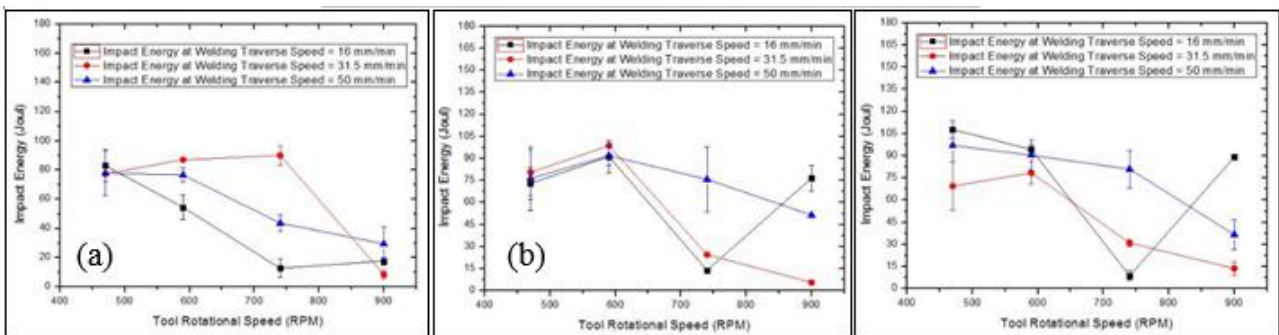 180
160
140
120
100
80
60
40
20
0
Impact Energy (Joul)
Impact Energy at Welding Traverse Speed = 16 mm/min
Impact Energy at Welding Traverse Speed = 31.5 mm/min
Impact Energy at Welding Traverse Speed = 50 mm/min
(a)
400 500 600 700 800 900
Tool Rotational Speed (RPM)
180
165
150
135
120
105
90
75
60
45
30
15
0
Impact Energy (Joul)
Impact Energy at Welding Traverse Speed = 16 mm/min
Impact Energy at Welding Traverse Speed = 31.5 mm/min
Impact Energy at Welding Traverse Speed = 50 mm/min
(b)
400 500 600 700 800 900
Tool Rotational Speed (RPM)
180
165
150
135
120
105
90
75
60
45
30
15
0
Impact Energy (Joul)
Impact Energy at Welding Traverse Speed = 16 mm/min
Impact Energy at Welding Traverse Speed = 31.5 mm/min
Impact Energy at Welding Traverse Speed = 50 mm/min
400 500 600 700 800 900
Tool Rotational Speed (RPM)